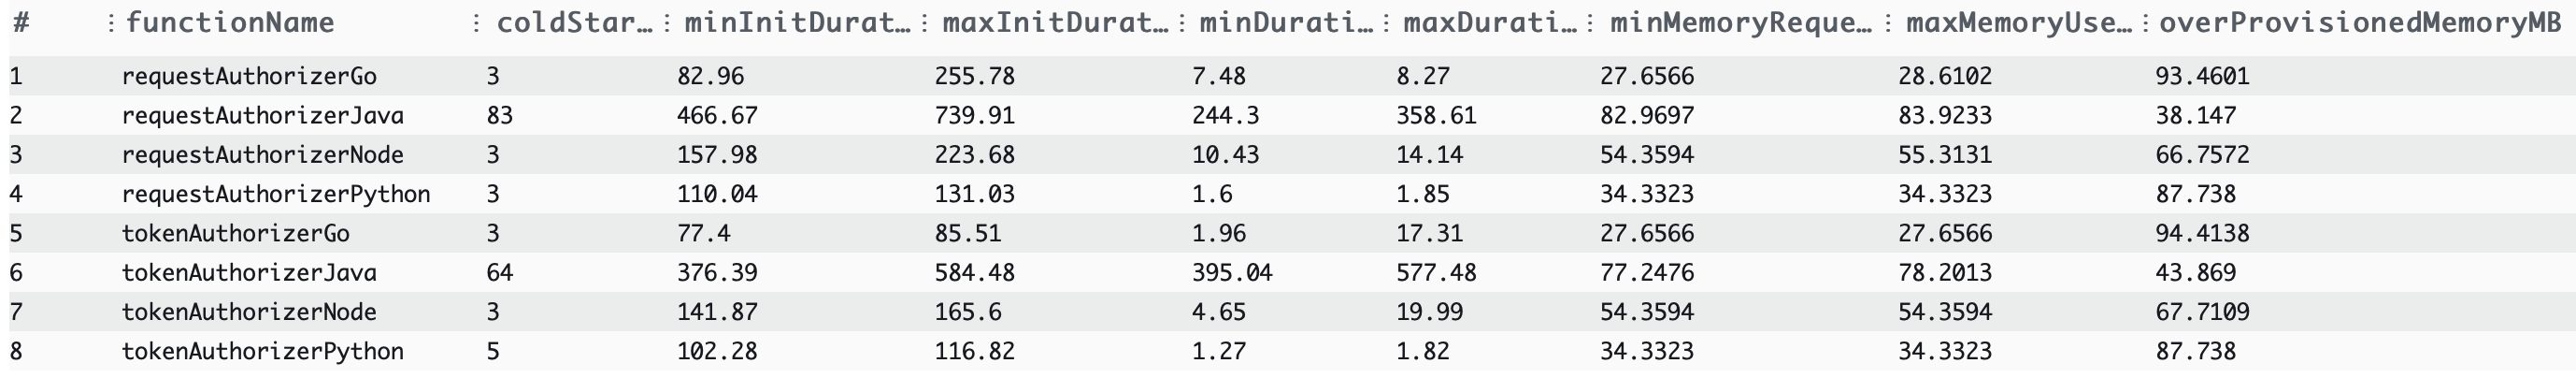 # ⋮ functionName ⋮ coldStar… ⋮ minInitDurat… ⋮ maxInitDurat… ⋮ minDurati… ⋮ maxDurati… ⋮ minMemoryReque… ⋮ maxMemoryUse… ⋮ overProvisionedMemoryMB
1 requestAuthorizerGo 3 82.96 255.78 7.48 8.27 27.6566 28.6102 93.4601
2 requestAuthorizerJava 83 466.67 739.91 244.3 358.61 82.9697 83.9233 38.147
3 requestAuthorizerNode 3 157.98 223.68 10.43 14.14 54.3594 55.3131 66.7572
4 requestAuthorizerPython 3 110.04 131.03 1.6 1.85 34.3323 34.3323 87.738
5 tokenAuthorizerGo 3 77.4 85.51 1.96 17.31 27.6566 27.6566 94.4138
6 tokenAuthorizerJava 64 376.39 584.48 395.04 577.48 77.2476 78.2013 43.869
7 tokenAuthorizerNode 3 141.87 165.6 4.65 19.99 54.3594 54.3594 67.7109
8 tokenAuthorizerPython 5 102.28 116.82 1.27 1.82 34.3323 34.3323 87.738